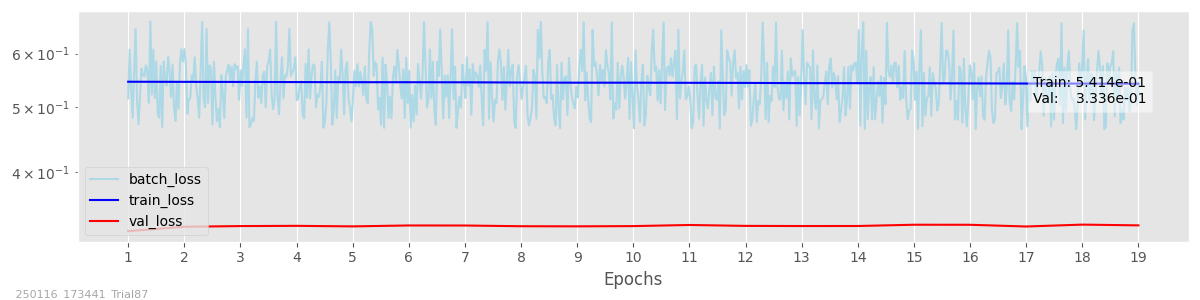 6 × 10⁻¹
5 × 10⁻¹
4 × 10⁻¹
Train: 5.414e-01
Val: 3.336e-01
batch_loss
train_loss
val_loss
1 2 3 4 5 6 7 8 9 10 11 12 13 14 15 16 17 18 19
Epochs
250116_173441_Trial87